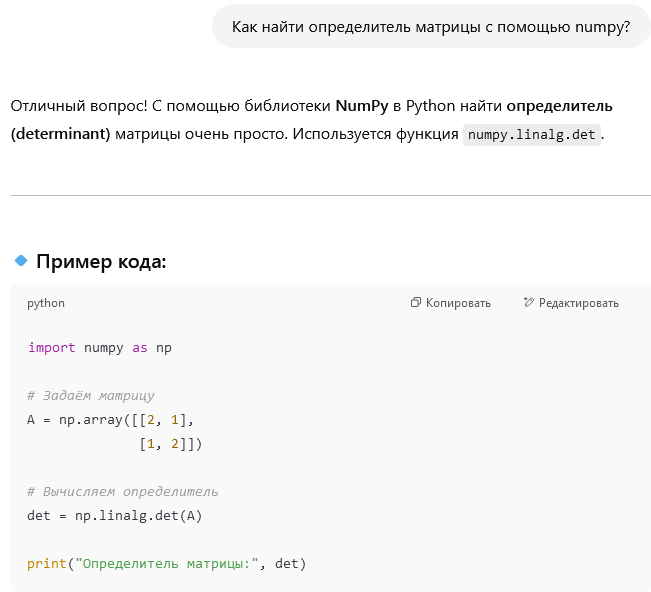 Как найти определитель матрицы с помощью numpy?
Отличный вопрос! С помощью библиотеки NumPy в Python найти определитель
(determinant) матрицы очень просто. Используется функция numpy.linalg.det.
Пример кода:
python Копировать Редактировать
import numpy as np
# Задаём матрицу
A = np.array([[2, 1],
[1, 2]])
# Вычисляем определитель
det = np.linalg.det(A)
print("Определитель матрицы:", det)